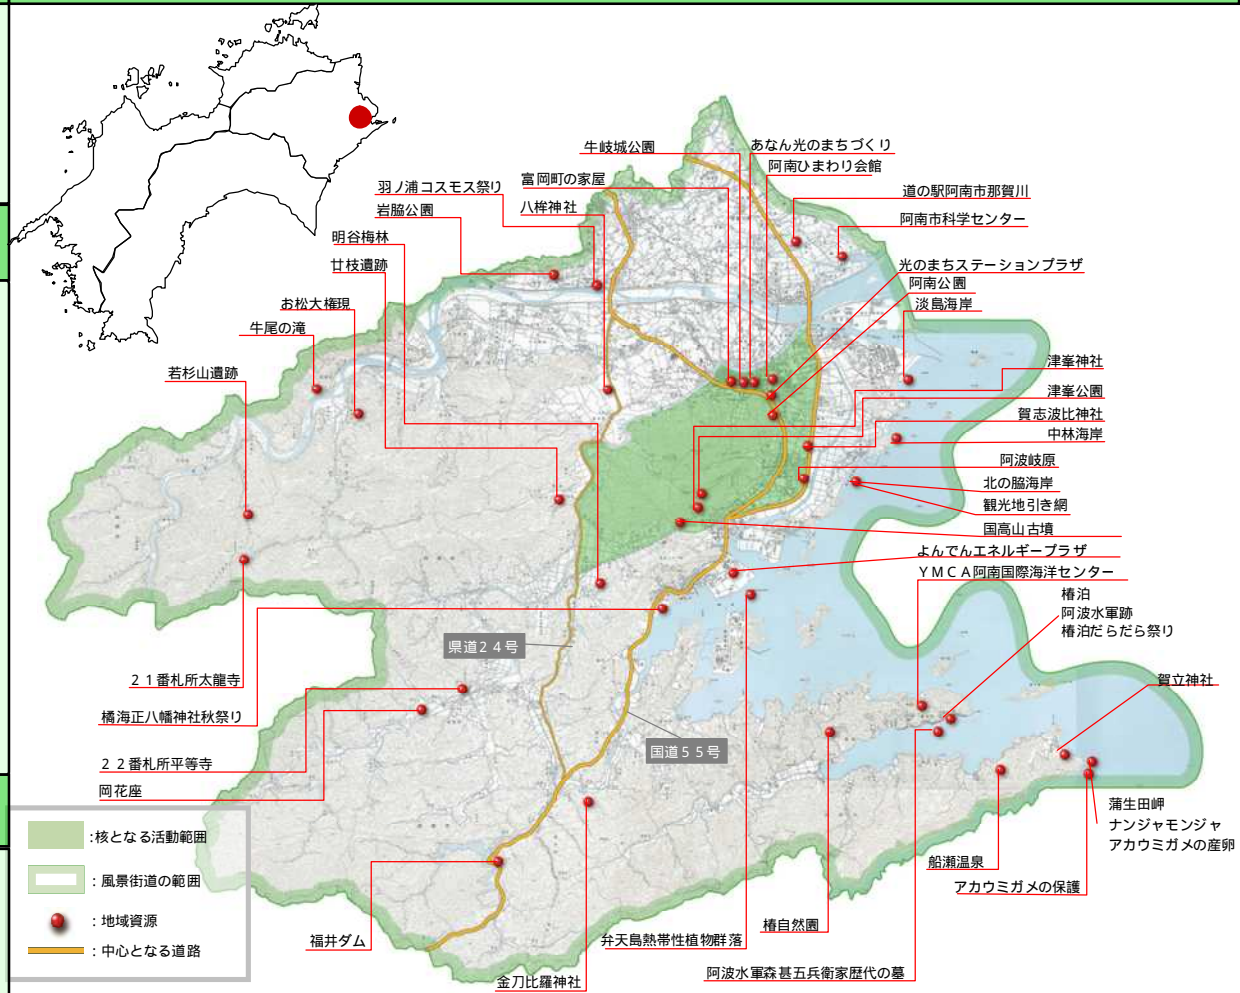 牛岐城公園
あなん光のまちづくり
阿南ひまわり会館
富岡町の家屋
羽ノ浦コスモス祭り
道の駅阿南市那賀川
岩脇公園
八桙神社
阿南市科学センター
明谷梅林
廿枝遺跡
光のまちステーションプラザ
阿南公園
お松大権現
淡島海岸
牛尾の滝
若杉山遺跡
津峯神社
津峯公園
賀志波比神社
中林海岸
阿波岐原
北の脇海岸
観光地引き網
国高山古墳
よんでんエネルギープラザ
ＹＭＣＡ阿南国際海洋センター
椿泊
阿波水軍跡
椿泊だらだら祭り
県道２４号
２１番札所太龍寺
賀立神社
橘海正八幡神社秋祭り
国道５５号
２２番札所平等寺
岡花座
蒲生田岬
ナンジャモンジャ
アカウミガメの産卵
：核となる活動範囲
：風景街道の範囲
：地域資源
：中心となる道路
船瀬温泉
アカウミガメの保護
椿自然園
福井ダム
弁天島熱帯性植物群落
阿波水軍森甚五兵衛家歴代の墓
金刀比羅神社